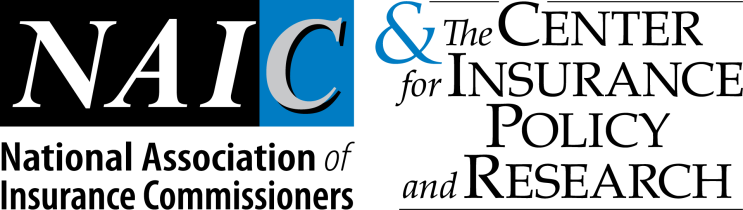 NAIC
National Association of
Insurance Commissioners
& The CENTER
for INSURANCE
POLICY
and RESEARCH